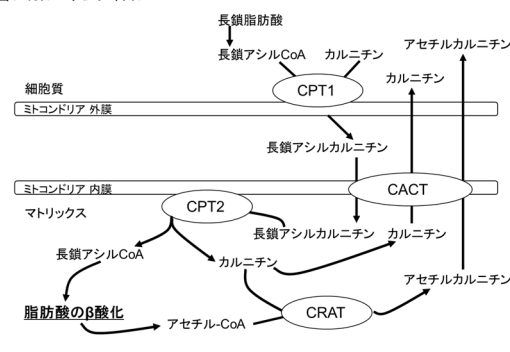 長鎖脂肪酸
長鎖アシルCoA
カルニチン
アセチルカルニチン
カルニチン
細胞質
CPT1
ミトコンドリア 外膜
長鎖アシルカルニチン
ミトコンドリア 内膜
CACT
マトリックス
CPT2
長鎖アシルカルニチン
カルニチン
長鎖アシルCoA
カルニチン
アセチルカルニチン
脂肪酸のβ酸化
アセチル-CoA
CRAT